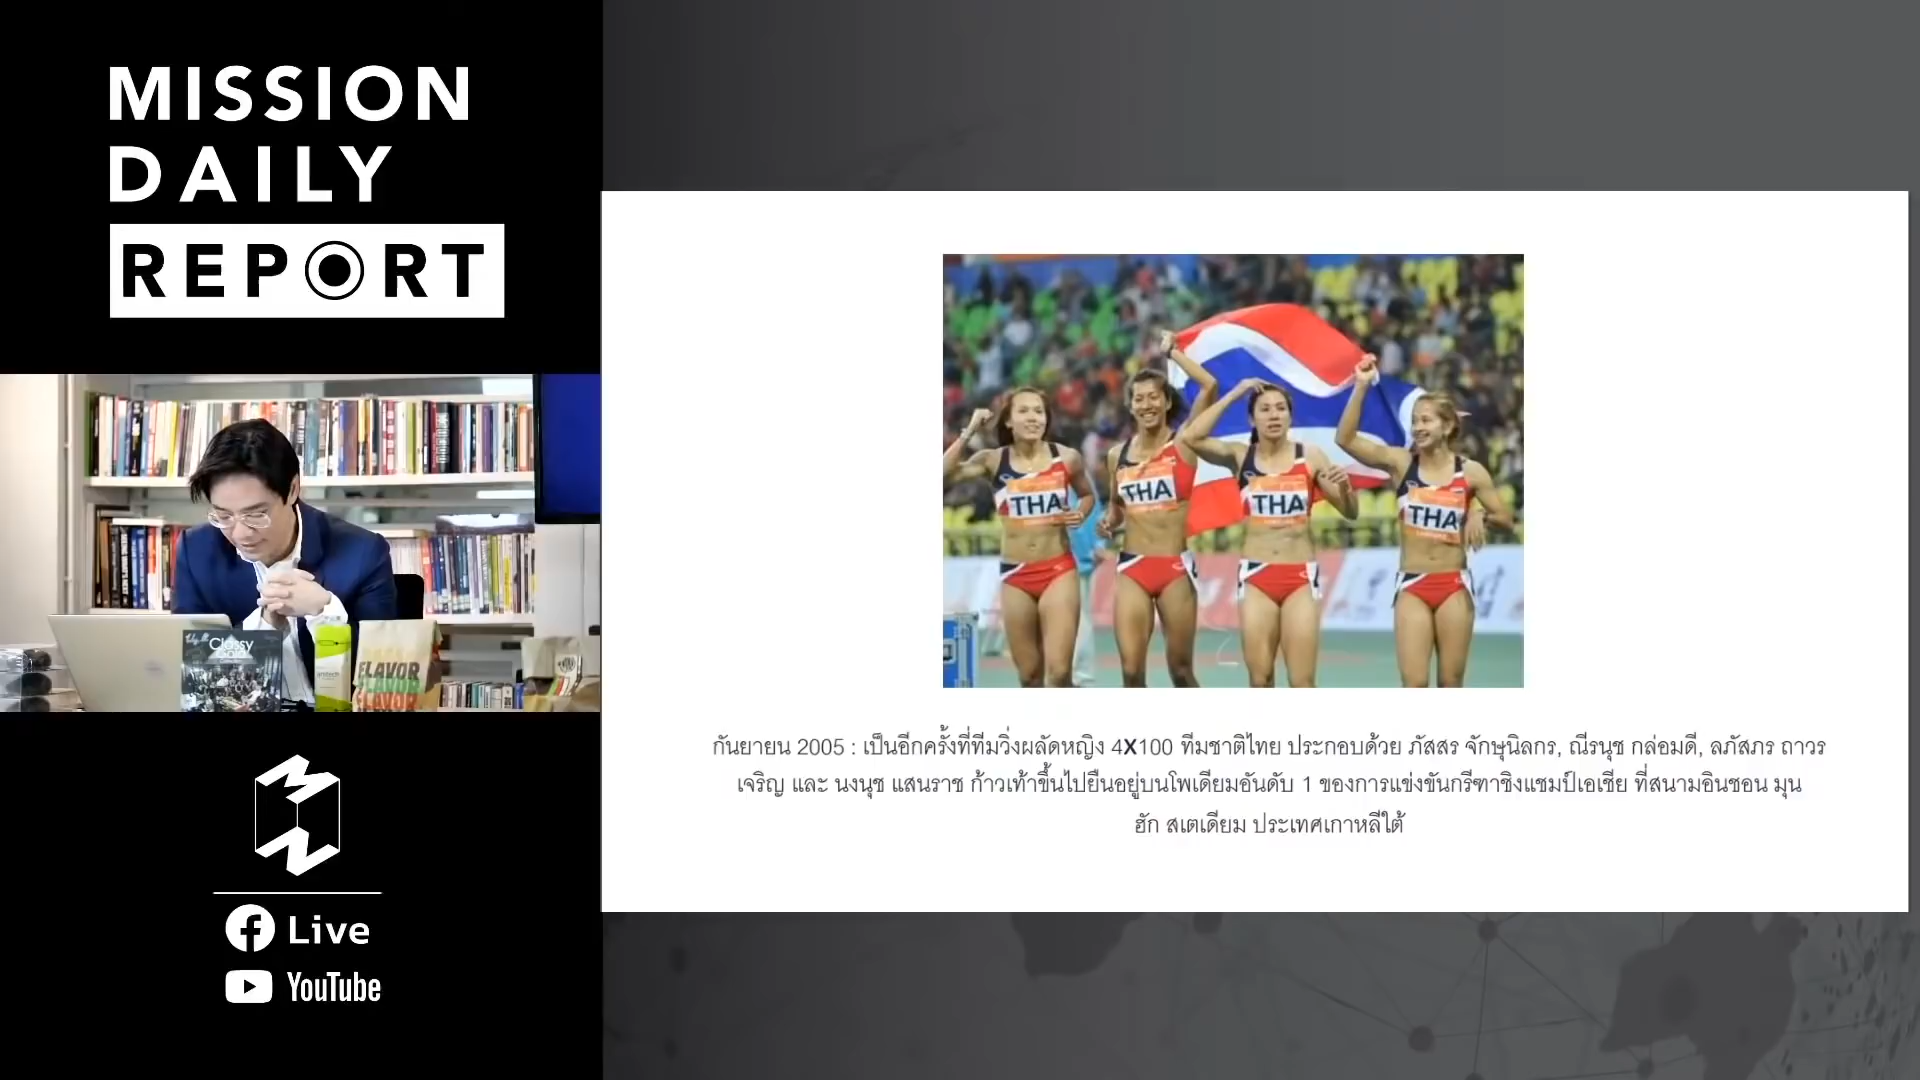 MISSION
DAILY
REPORT
Classy
Gold
FLAVOR
FLAVOR
FLAVOR
THA
THA
THA
THA
กันยายน 2005 : เป็นอีกครั้งที่ทีมวิ่งผลัดหญิง 4X100 ทีมชาติไทย ประกอบด้วย ภัสสร จักษุนิลกร, ณีรนุช กล่อมดี, ลภัสภร ถาวร
เจริญ และ นงนุช แสนราช ก้าวเท้าขึ้นไปยืนอยู่บนโพเดียมอันดับ 1 ของการแข่งขันกรีฑาชิงแชมป์เอเชีย ที่สนามอินชอน มุน
ฮัก สเตเดียม ประเทศเกาหลีใต้
Live
YouTube